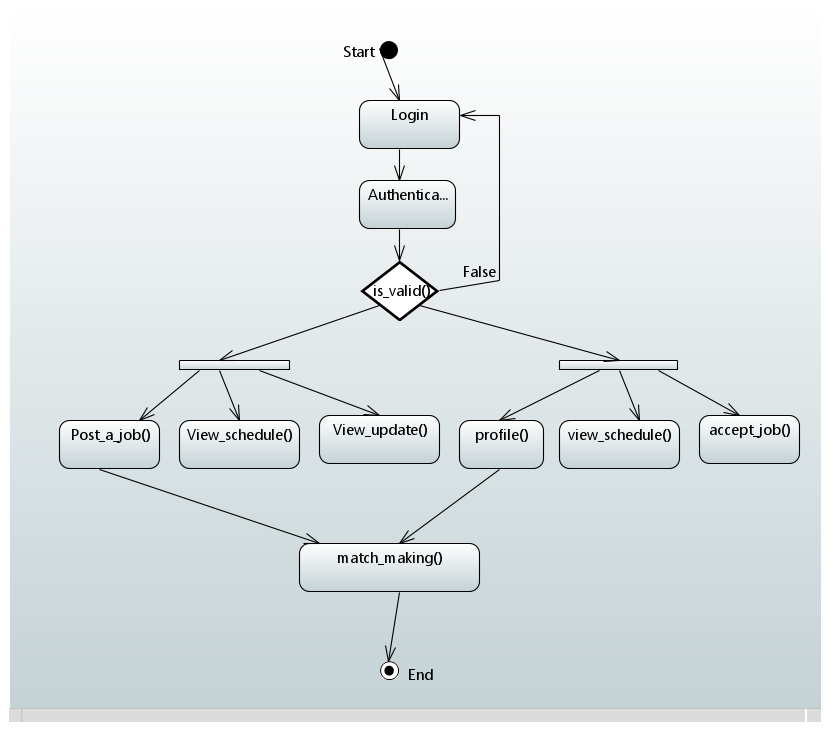 Start
Login
Authentica...
False
is_valid()
Post_a_job()
View_schedule()
View_update()
profile()
view_schedule()
accept_job()
match_making()
End